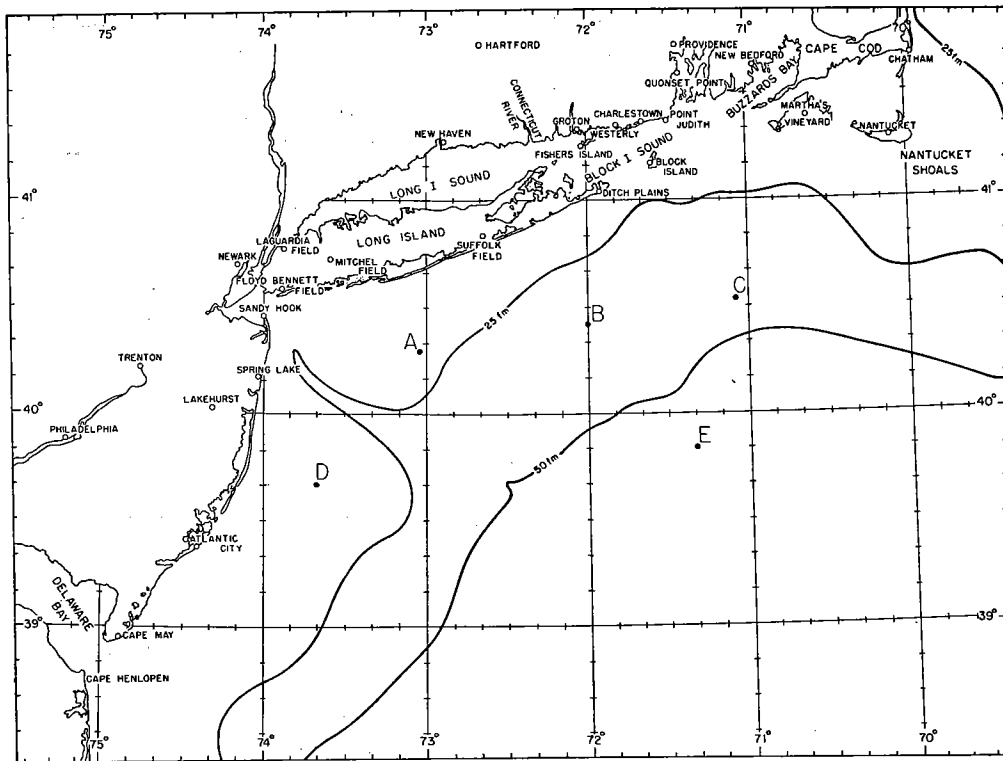 75°
74°
73°
72°
71°
70°
HARTFORD
PROVIDENCE
NEW BEDFORD
CAPE COD
25fm
CHATHAM
QUONSET POINT
BUZZARDS BAY
CONNECTICUT
RIVER
MARTHA'S
VINEYARD
NANTUCKET
GROTON
CHARLESTOWN
POINT
JUDITH
WESTERLY
NEW HAVEN
FISHERS ISLAND
BLOCK I SOUND
BLOCK
ISLAND
NANTUCKET
SHOALS
LONG I SOUND
DITCH PLAINS
41°
41°
LONG ISLAND
LAGUARDIA
FIELD
SUFFOLK
FIELD
NEWARK
MITCHEL
FIELD
FLOYD BENNETT
FIELD
SANDY HOOK
25 fm
A
B
C
TRENTON
SPRING LAKE
LAKEHURST
40°
40°
PHILADELPHIA
50 fm
E
D
ATLANTIC
CITY
DELAWARE
BAY
39°
39°
CAPE MAY
CAPE HENLOPEN
75°
74°
73°
72°
71°
70°